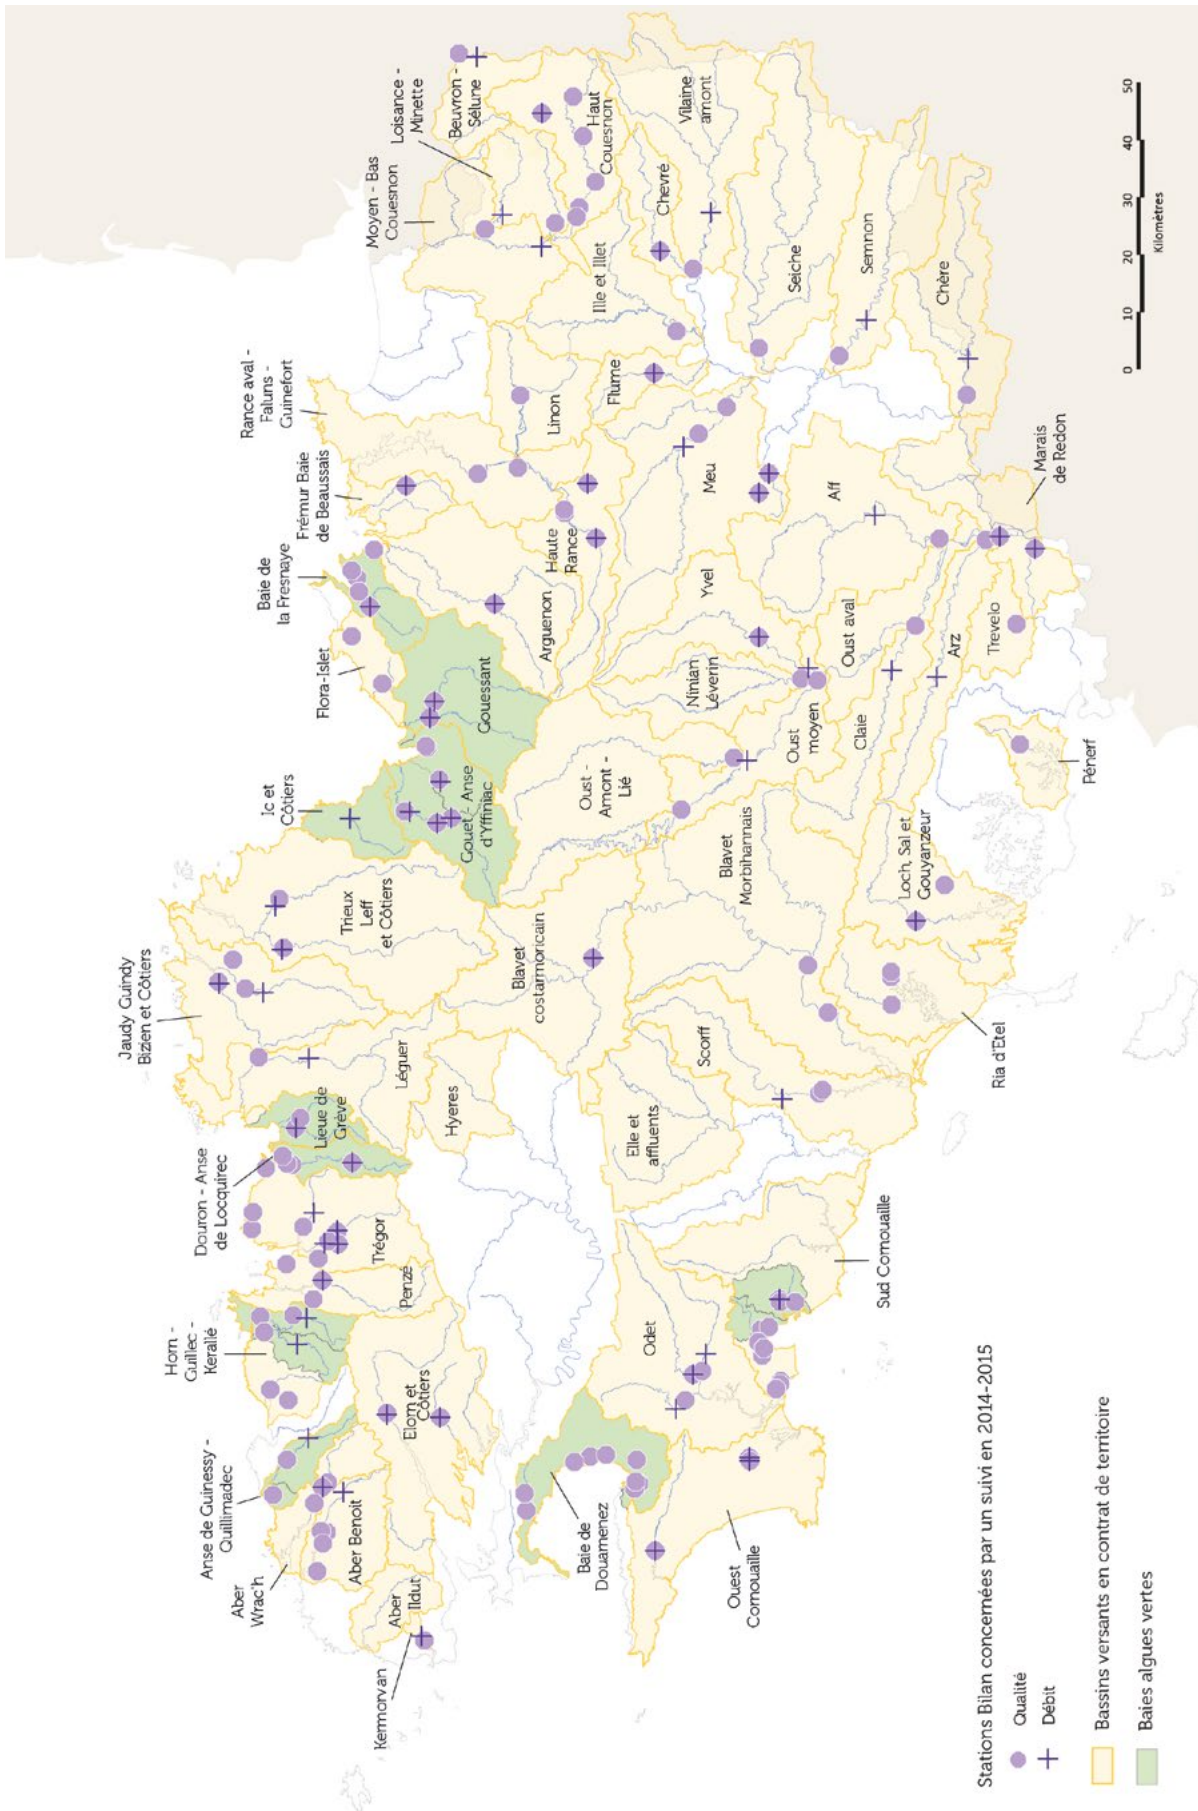 Kermorvan
Aber
Wrac'h
Anse de Guinessy -
Quillimadec
Horn -
Guillec -
Kerallé
Douron - Anse
de Locquirec
Jaudy Guindy
Bizien et Côtiers
Ic et
Côtiers
Flora-Islet
Baie de
la Fresnaye
Frémur Baie
de Beaussais
Rance aval -
Faluns -
Guinefort
Moyen - Bas
Couesnon
Loisance -
Minette
Beuvron -
Sélune
Aber
Ildut
Aber Benoit
Elorn et
Côtiers
Penzé
Trégor
Lieue de
Grève
Léguer
Hyeres
Trieux
Leff
et Côtiers
Gouet - Anse
d'Yffiniac
Gouessant
Arguenon
Haute
Rance
Linon
Flume
Ille et Illet
Haut
Couesnon
Chevré
Vilaine
amont
Baie de
Douarnenez
Ouest
Cornouaille
Odet
Sud Cornouaille
Elle et
affluents
Scorff
Blavet
costarmoricain
Blavet
Morbihannais
Oust -
Amont -
Lié
Ninian
Léverin
Yvel
Meu
Seiche
Semnon
Chère
Oust
moyen
Oust aval
Aff
Claie
Arz
Trevelo
Marais
de Redon
Loch, Sal et
Gouyanzeur
Ria d'Etel
Pénerf
Stations Bilan concernées par un suivi en 2014-2015
Qualité
Débit
Bassins versants en contrat de territoire
Baies algues vertes
0 10 20 30 40 50
Kilomètres